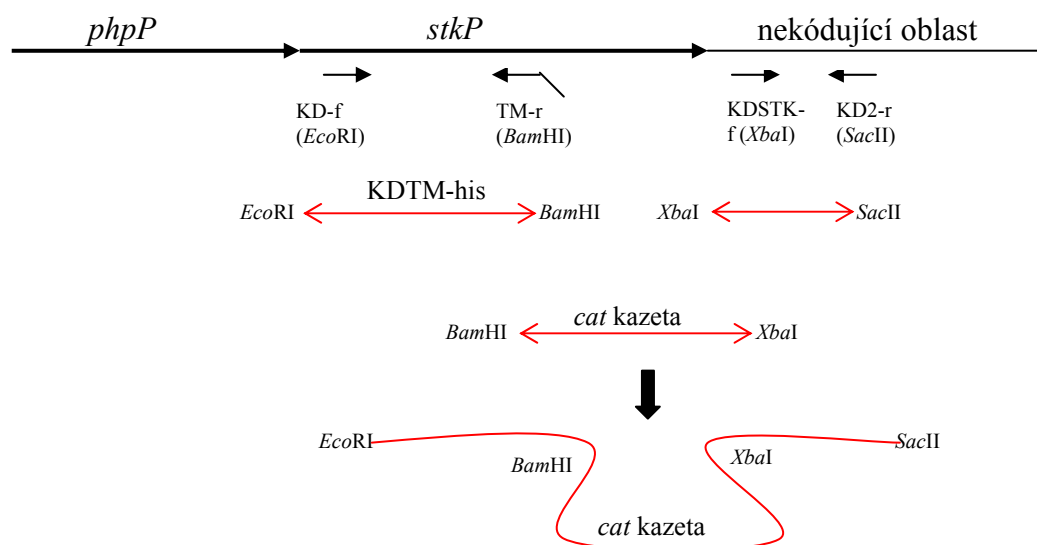 phpP stkP nekódující oblast
KD-f
(EcoRI)
TM-r
(BamHI)
KDSTK-
f (XbaI)
KD2-r
(SacII)
KDTM-his
EcoRI BamHI XbaI SacII
cat kazeta
BamHI XbaI
EcoRI SacII
BamHI XbaI
cat kazeta